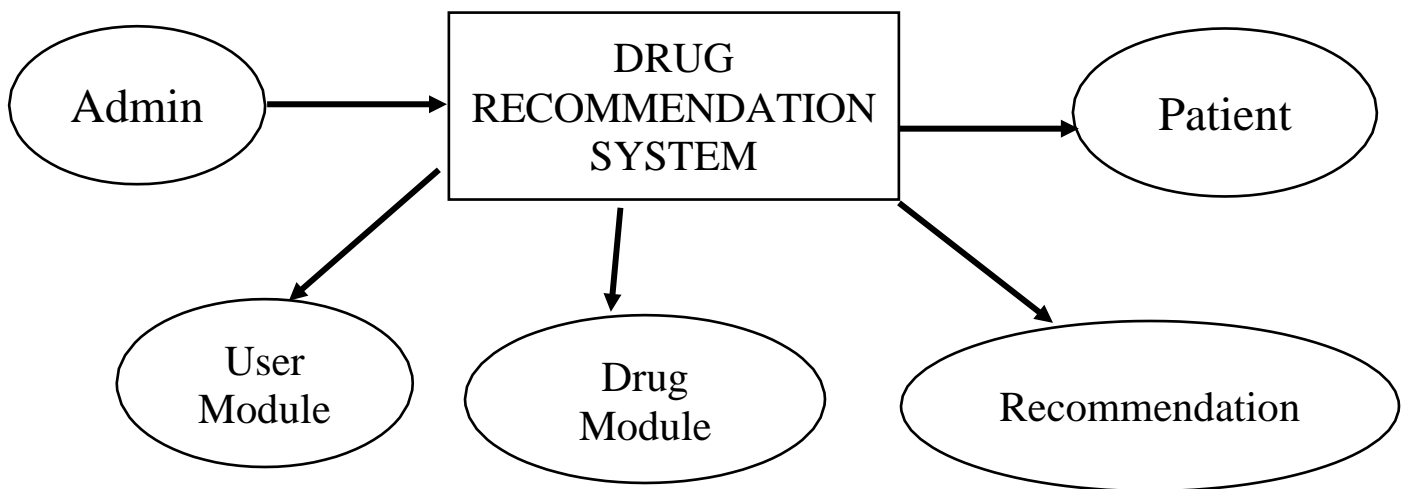 Admin
DRUG
RECOMMENDATION
SYSTEM
Patient
User
Module
Drug
Module
Recommendation